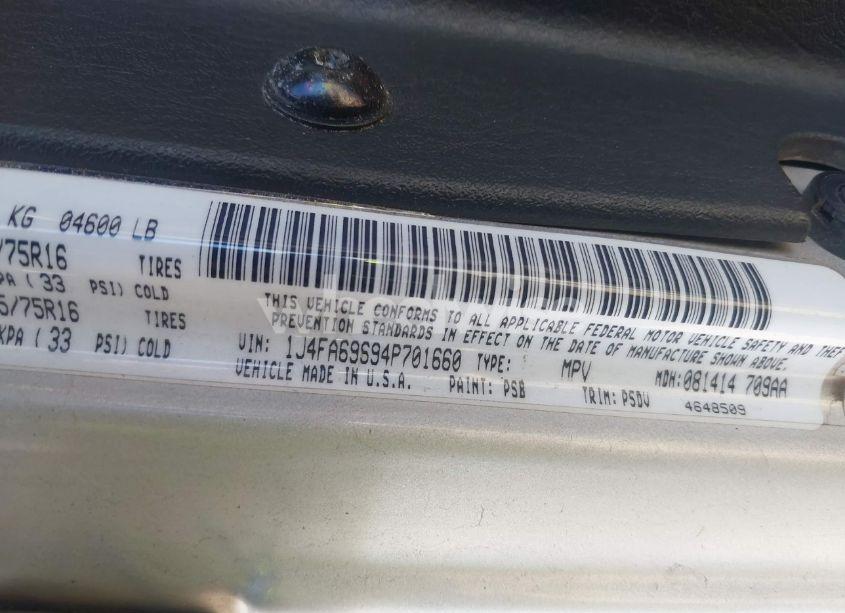 KG 04600 LB
/75R16 TIRES
KPA ( 33 PSI) COLD
5/75R16 TIRES
KPA ( 33 PSI) COLD
THIS VEHICLE CONFORMS TO ALL APPLICABLE FEDERAL MOTOR VEHICLE SAFETY AND THEFT
PREVENTION STANDARDS IN EFFECT ON THE DATE OF MANUFACTURE SHOWN ABOVE.
VIN: 1J4FA69S94P701660 TYPE: MPV MDH:081414 709AA
VEHICLE MADE IN U.S.A. PAINT: PSB TRIM: PSDV 4648509